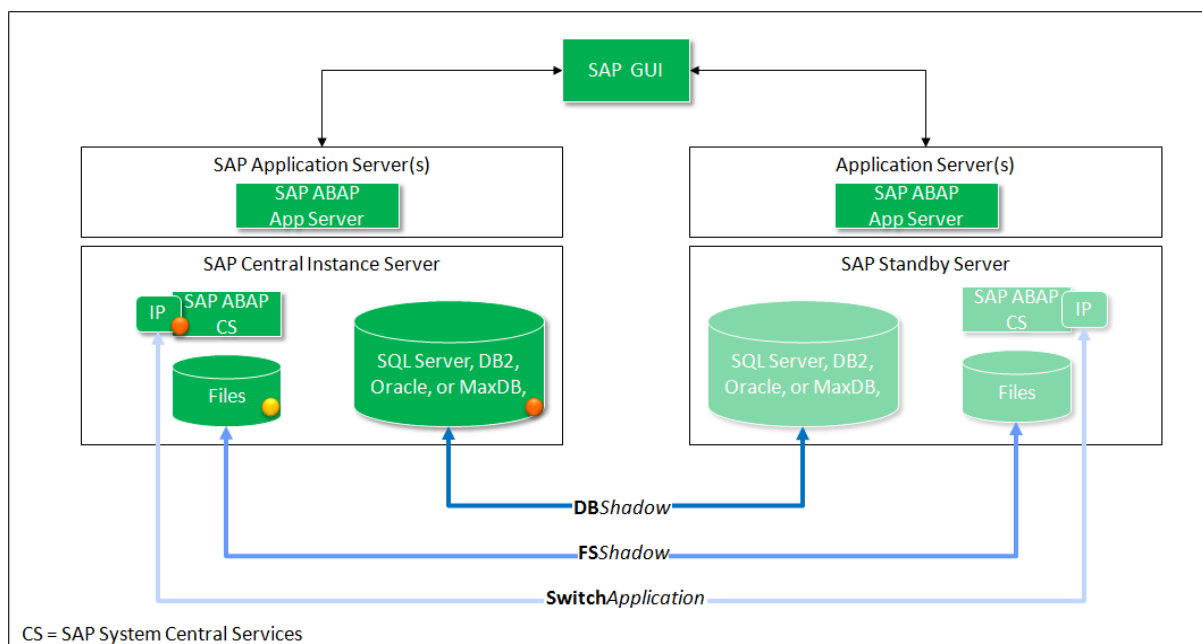 SAP GUI
SAP Application Server(s)
SAP ABAP
App Server
Application Server(s)
SAP ABAP
App Server
SAP Central Instance Server
IP
SAP ABAP
CS
Files
SQL Server, DB2,
Oracle, or MaxDB,
SAP Standby Server
SQL Server, DB2,
Oracle, or MaxDB,
SAP ABAP
CS
IP
Files
DBShadow
FSShadow
SwitchApplication
CS = SAP System Central Services